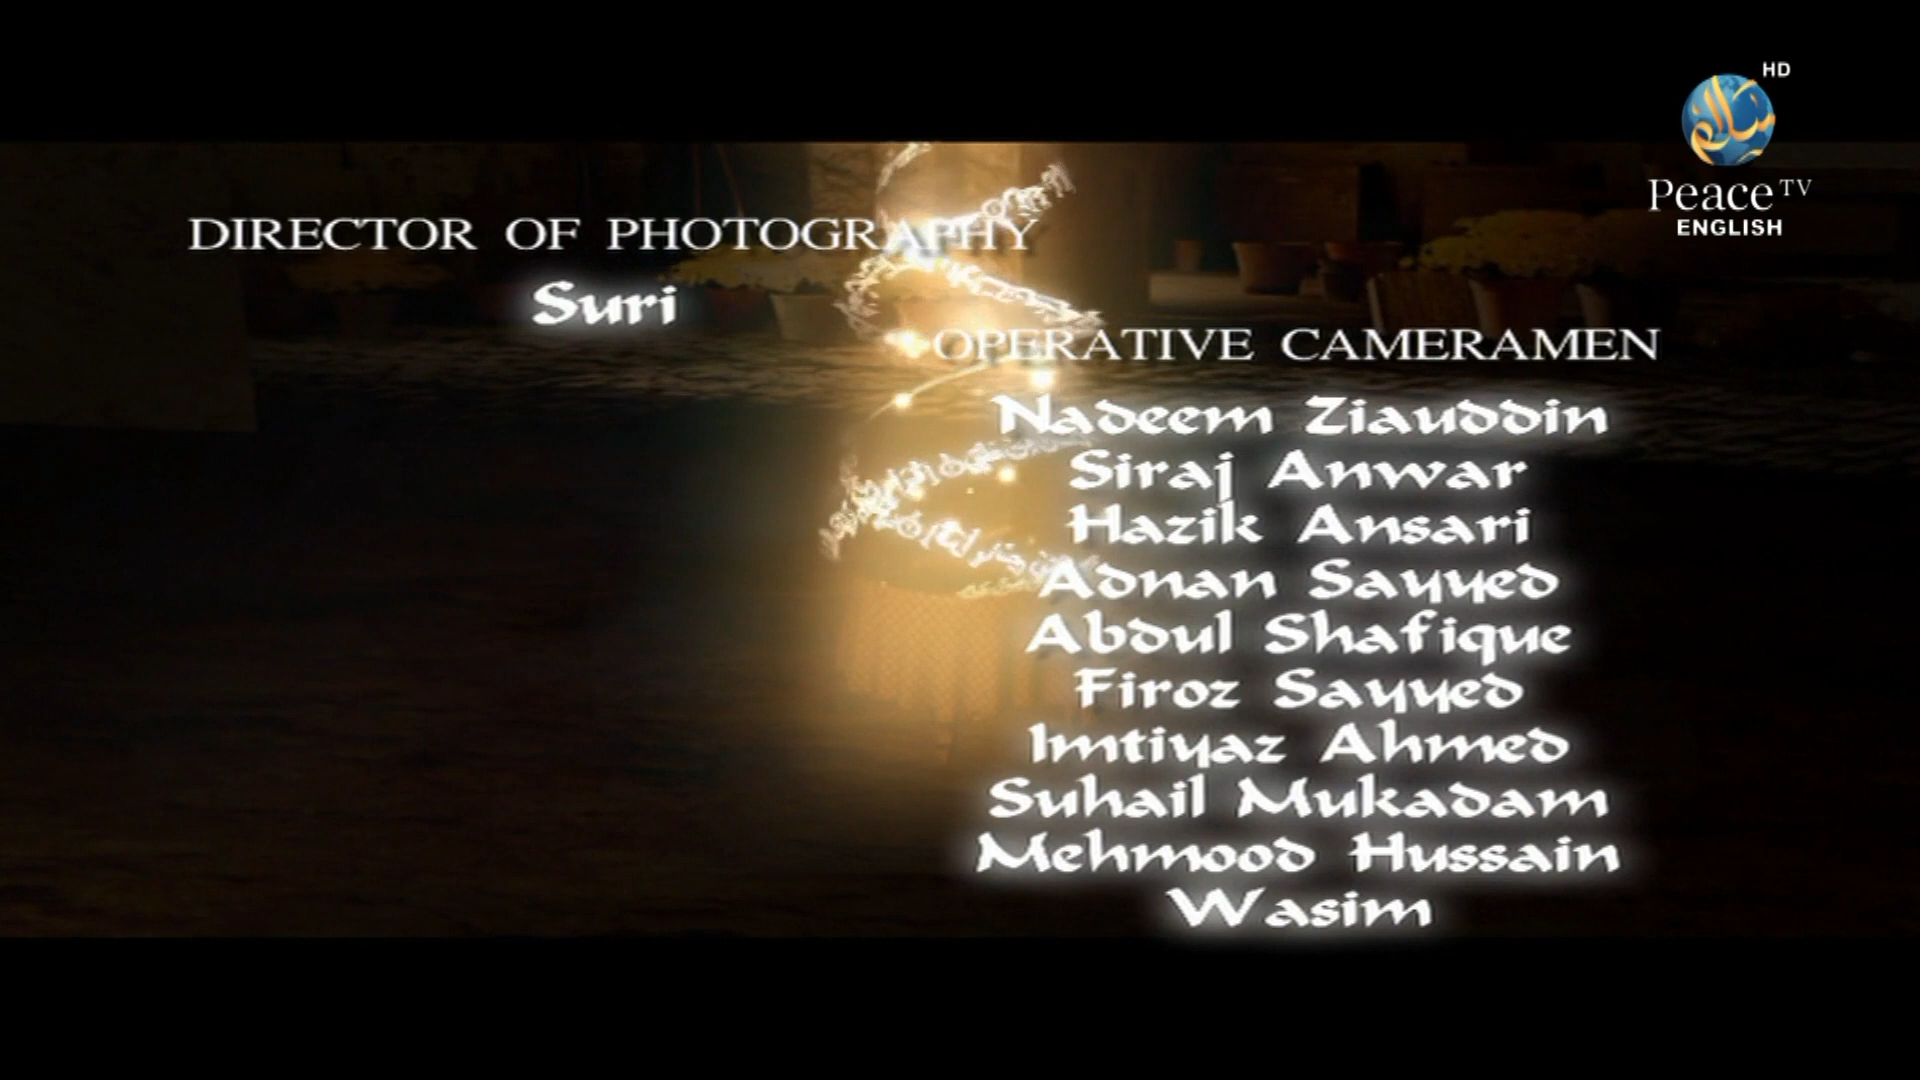 HD
سلام
Peace TV
ENGLISH
DIRECTOR OF PHOTOGRAPHY
Suri
OPERATIVE CAMERAMEN
Nadeem Ziauddin
Siraj Anwar
Hazik Ansari
Adnan Sayyed
Abdul Shafique
Firoz Sayyed
Imtiyaz Ahmed
Suhail Mukadam
Mehmood Hussain
Wasim